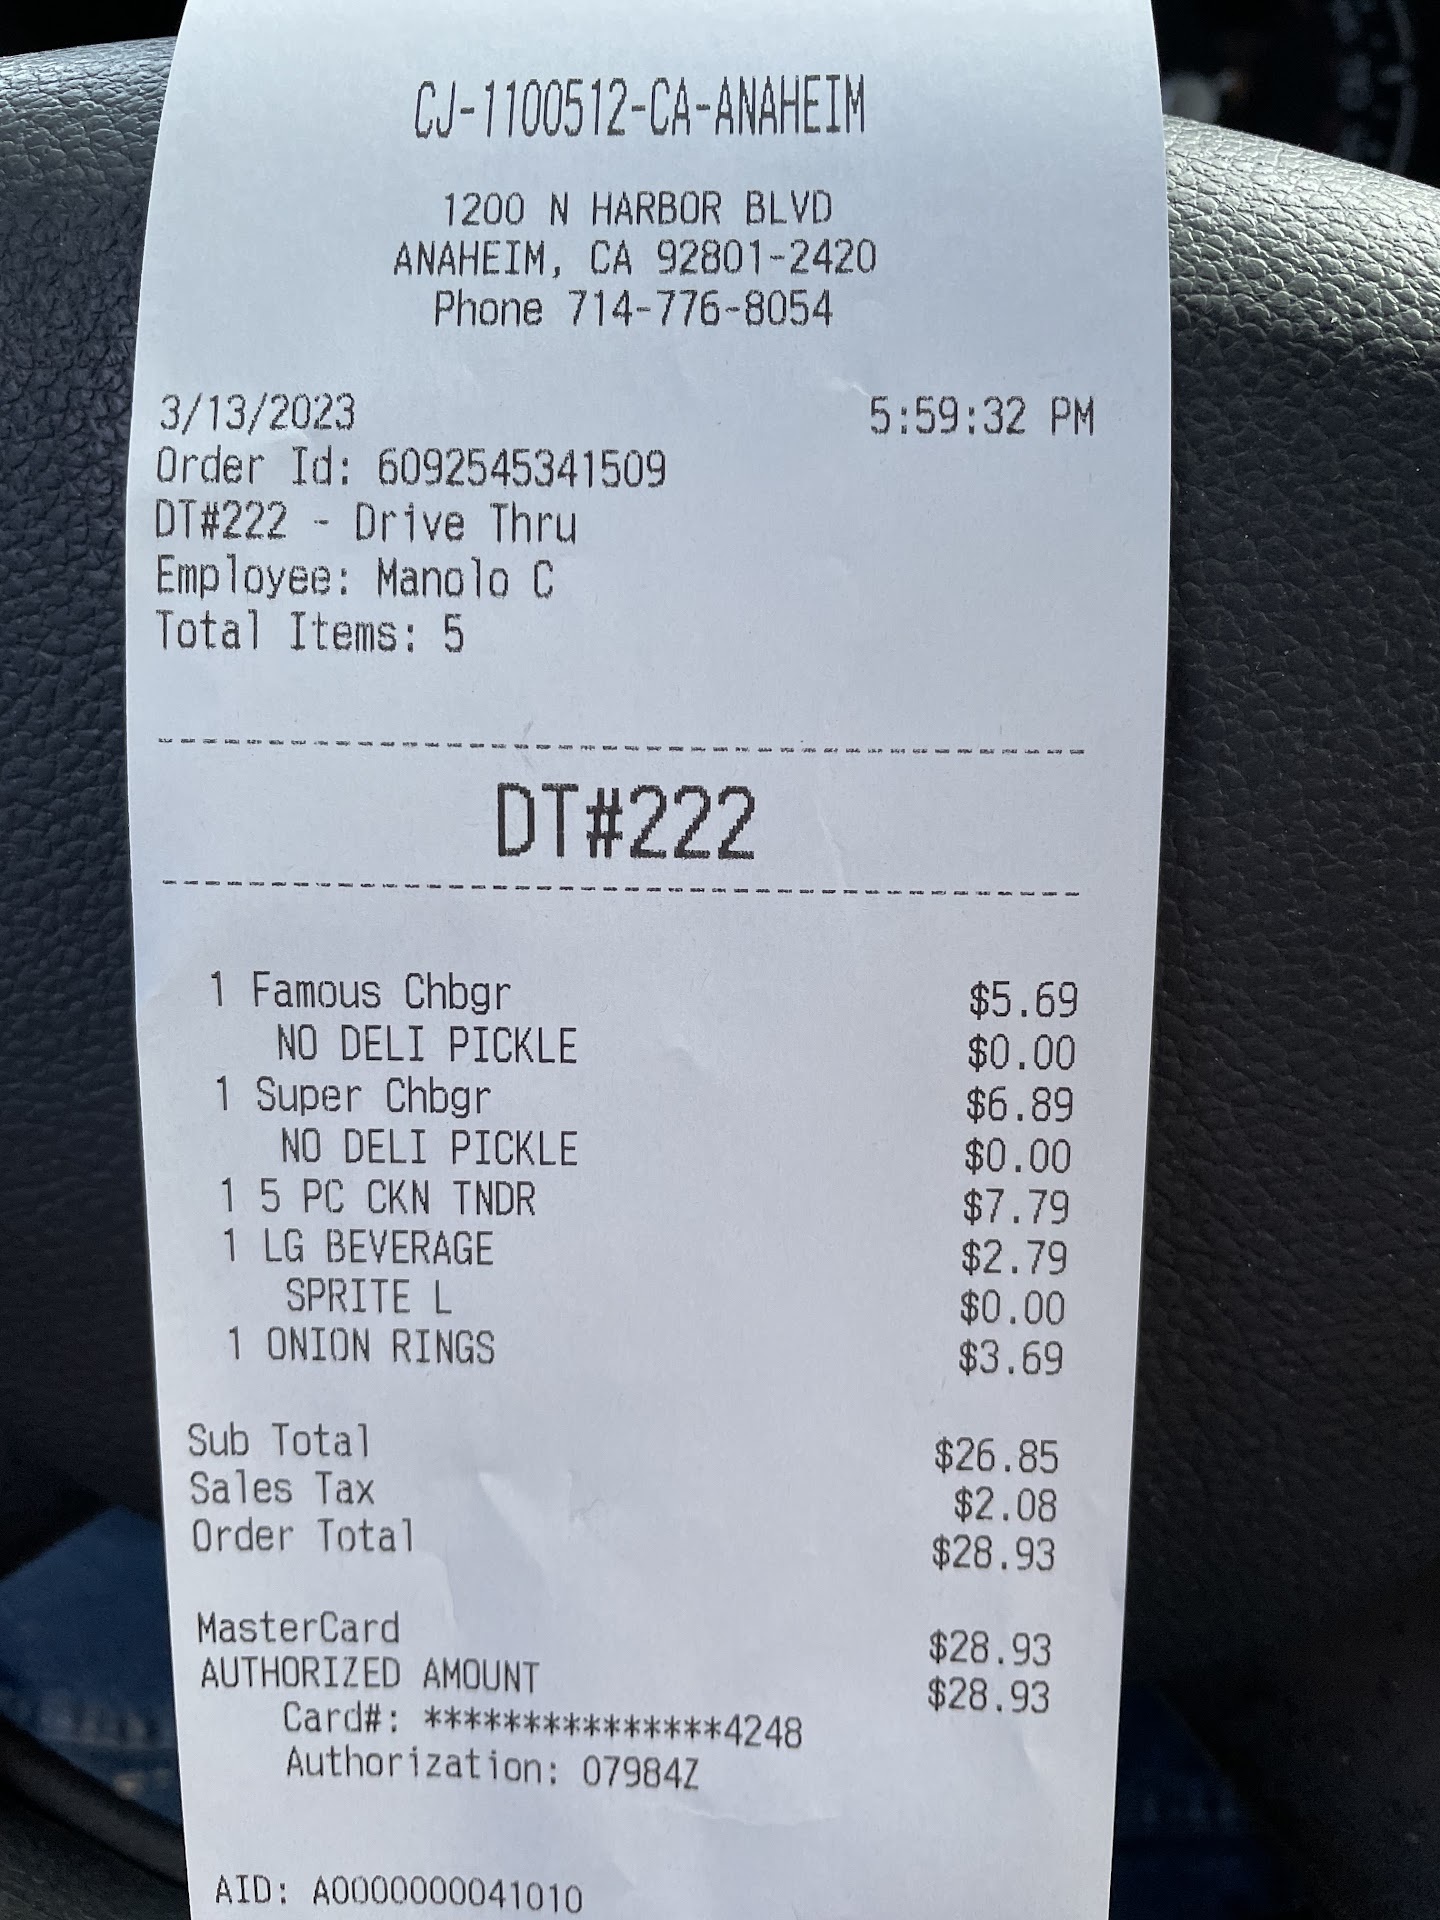 CJ-1100512-CA-ANAHEIM
1200 N HARBOR BLVD
ANAHEIM, CA 92801-2420
Phone 714-776-8054
3/13/2023 5:59:32 PM
Order Id: 6092545341509
DT#222 - Drive Thru
Employee: Manolo C
Total Items: 5
DT#222
1 Famous Chbgr $5.69
NO DELI PICKLE $0.00
1 Super Chbgr $6.89
NO DELI PICKLE $0.00
1 5 PC CKN TNDR $7.79
1 LG BEVERAGE $2.79
SPRITE L $0.00
1 ONION RINGS $3.69
Sub Total $26.85
Sales Tax $2.08
Order Total $28.93
MasterCard $28.93
AUTHORIZED AMOUNT $28.93
Card#: ***************4248
Authorization: 07984Z
AID: A0000000041010